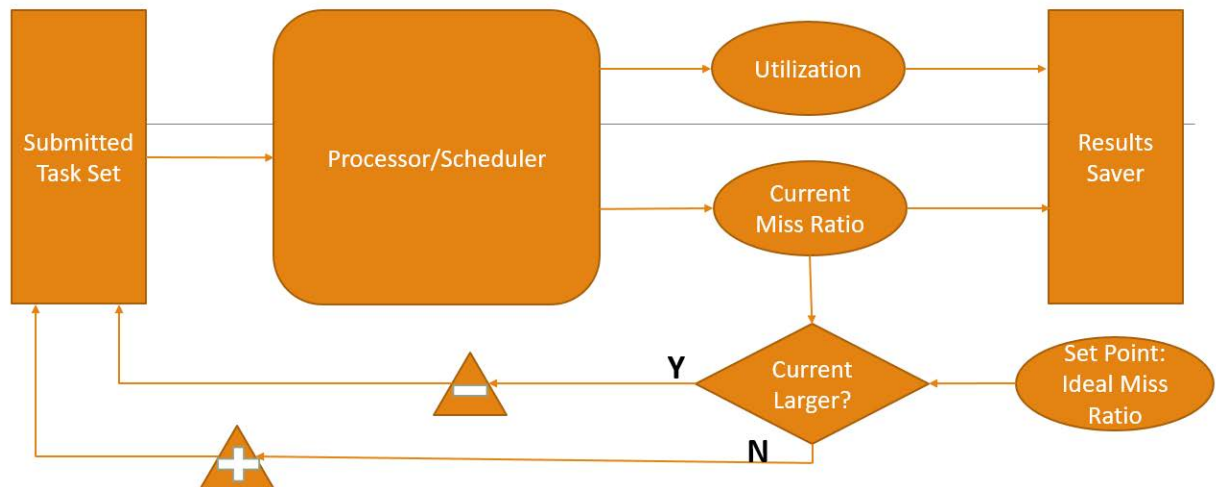 Submitted
Task Set
Processor/Scheduler
Utilization
Current
Miss Ratio
Results
Saver
Current
Larger?
Set Point:
Ideal Miss
Ratio
Y
N